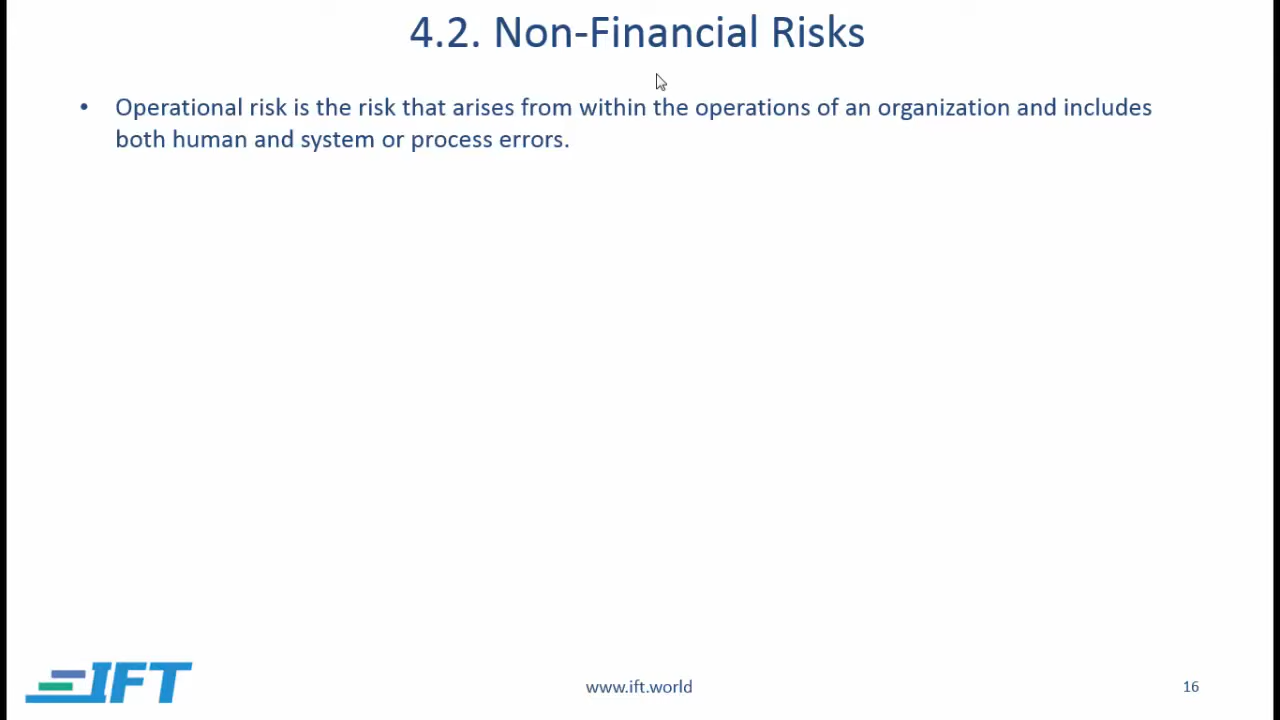 4.2. Non-Financial Risks
• Operational risk is the risk that arises from within the operations of an organization and includes
both human and system or process errors.
IFT
www.ift.world
16